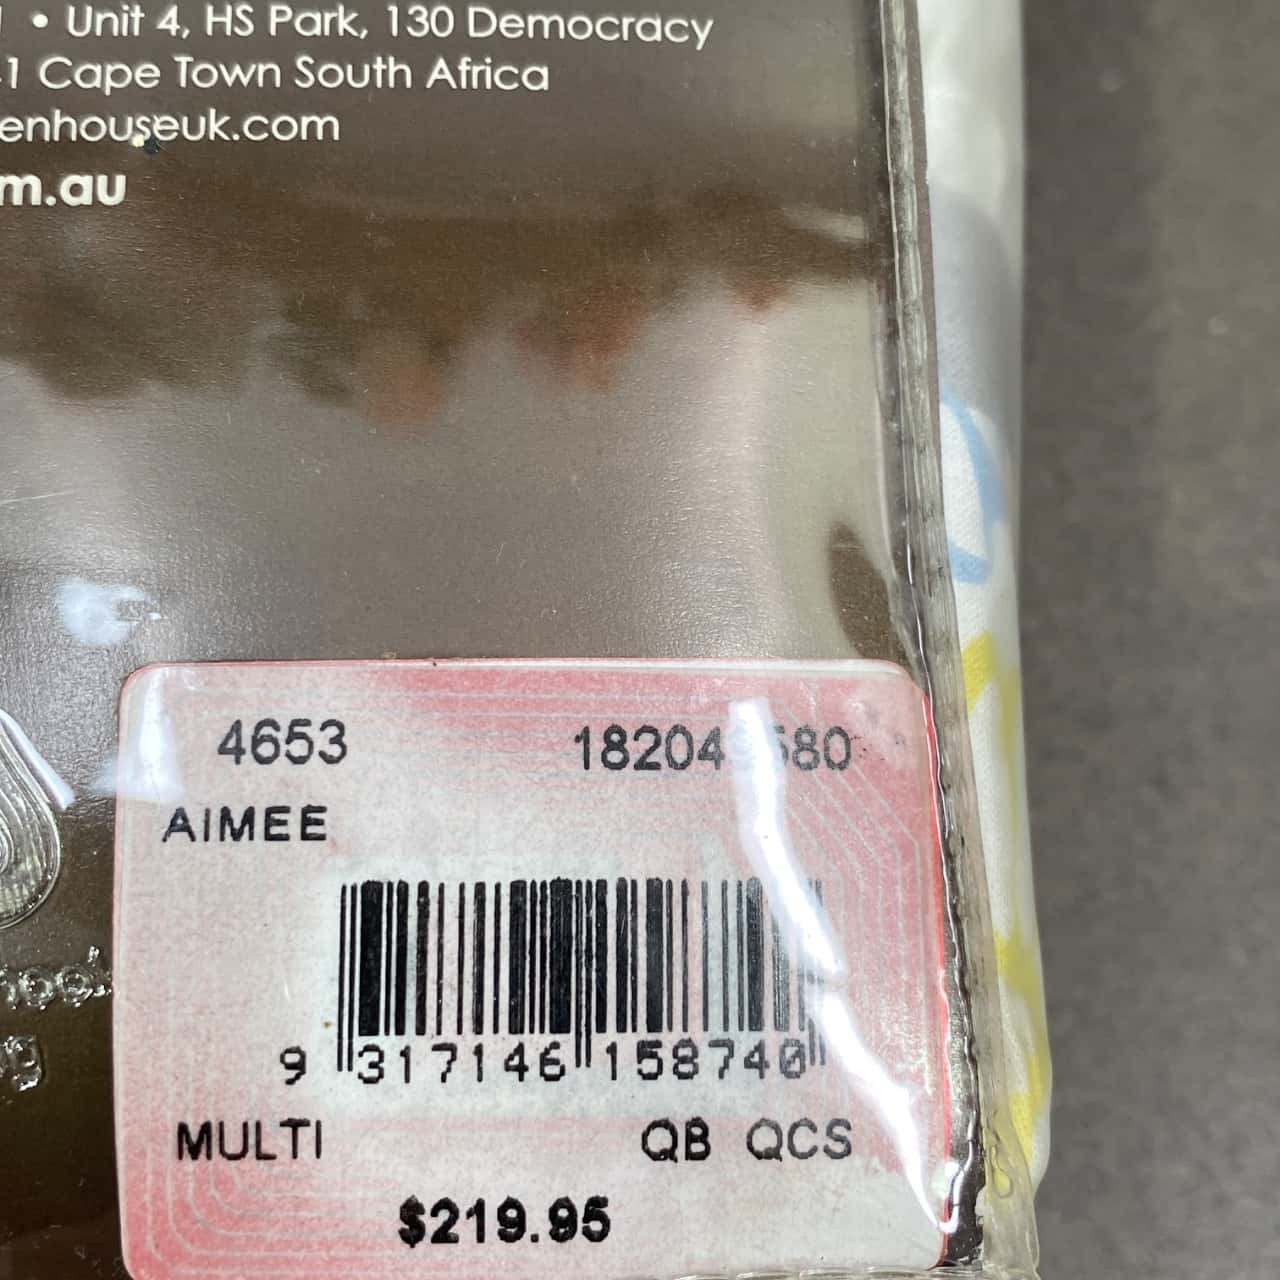 • Unit 4, HS Park, 130 Democracy
41 Cape Town South Africa
enhouseuk.com
m.au
4653
AIMEE
9 317146 158740
MULTI QB QCS
$219.95